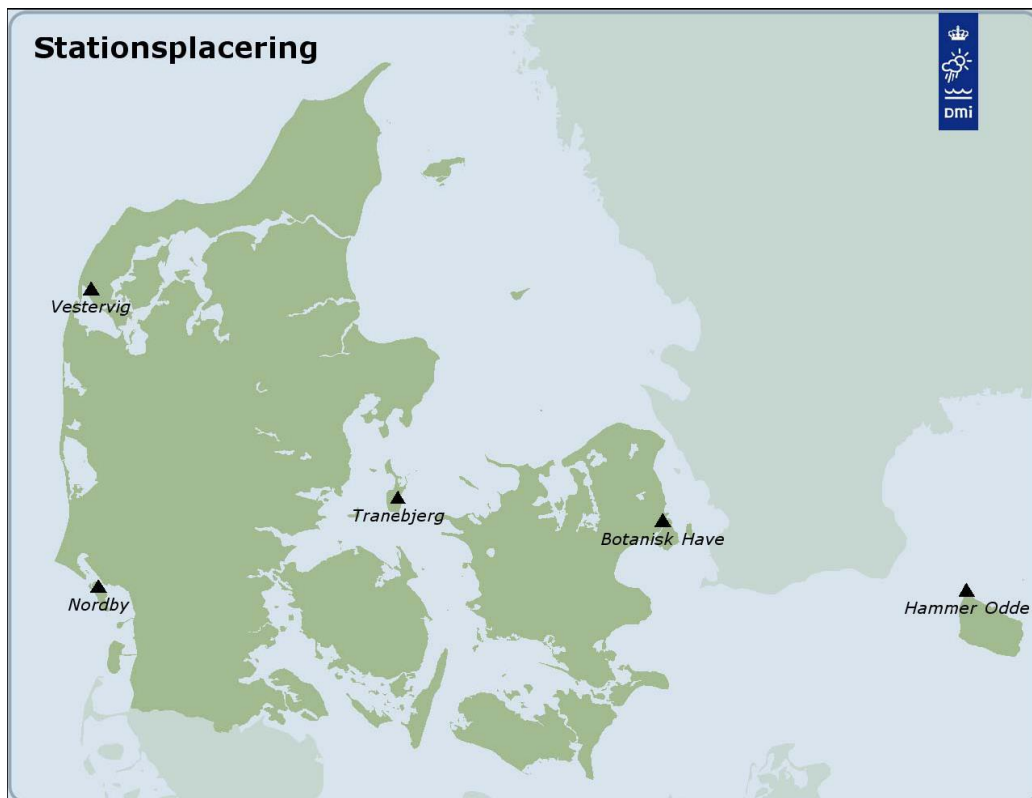 Stationsplacering
DMi
Vestervig
Tranebjerg
Botanisk Have
Nordby
Hammer Odde